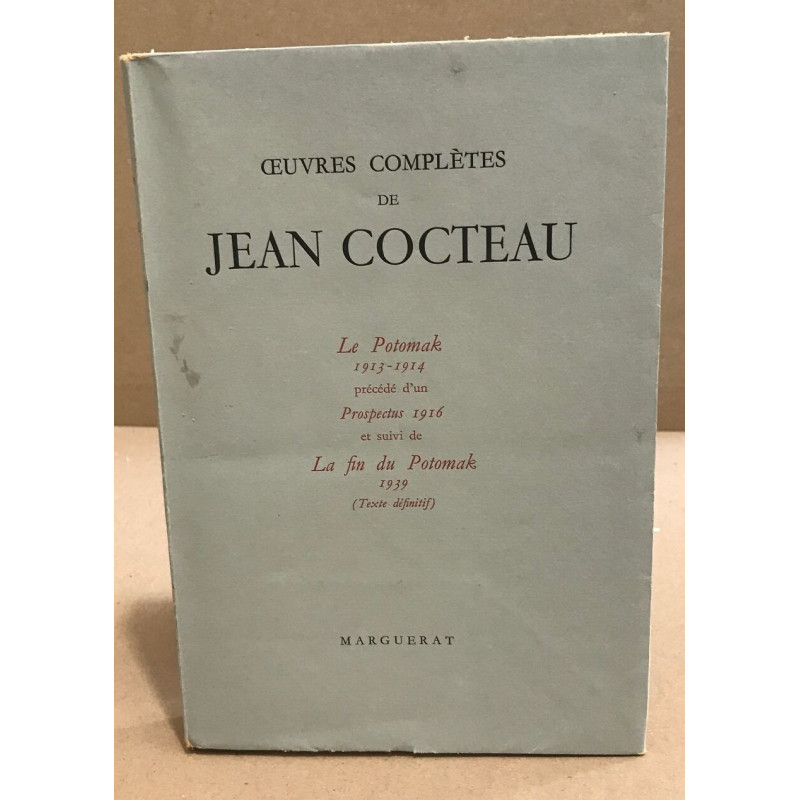 ŒUVRES COMPLÈTES
DE
JEAN COCTEAU
Le Potomak
1913-1914
précédé d'un
Prospectus 1916
et suivi de
La fin du Potomak
1939
(Texte définitif)
MARGUERAT